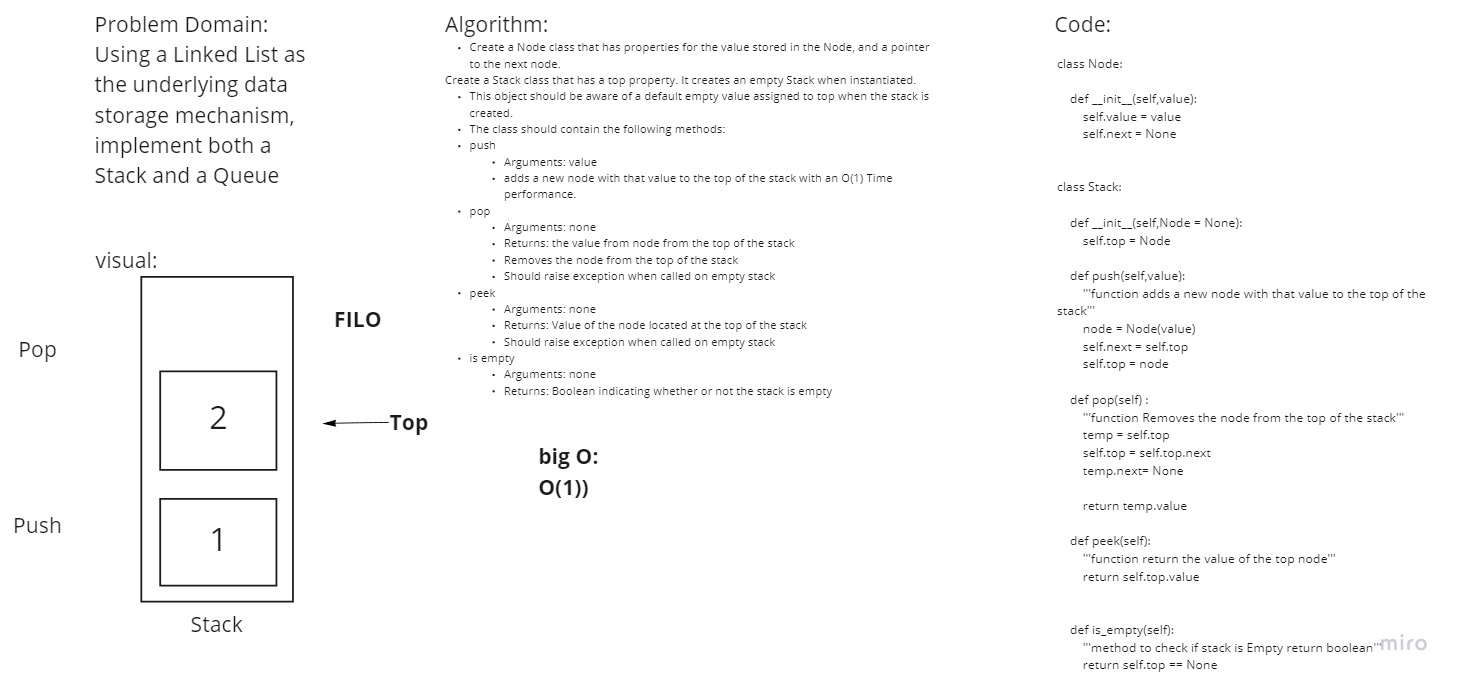 Problem Domain:
Using a Linked List as
the underlying data
storage mechanism,
implement both a
Stack and a Queue
visual:
FILO
Pop
2
Top
1
Push
Stack
Algorithm:
• Create a Node class that has properties for the value stored in the Node, and a pointer
to the next node.
Create a Stack class that has a top property. It creates an empty Stack when instantiated.
• This object should be aware of a default empty value assigned to top when the stack is
created.
• The class should contain the following methods:
• push
• Arguments: value
• adds a new node with that value to the top of the stack with an O(1) Time
performance.
• pop
• Arguments: none
• Returns: the value from node from the top of the stack
• Removes the node from the top of the stack
• Should raise exception when called on empty stack
• peek
• Arguments: none
• Returns: Value of the node located at the top of the stack
• Should raise exception when called on empty stack
• is empty
• Arguments: none
• Returns: Boolean indicating whether or not the stack is empty
big O:
O(1))
Code:
class Node:
def __init__(self,value):
self.value = value
self.next = None
class Stack:
def __init__(self,Node = None):
self.top = Node
def push(self,value):
'''function adds a new node with that value to the top of the
stack'''
node = Node(value)
self.next = self.top
self.top = node
def pop(self) :
'''function Removes the node from the top of the stack'''
temp = self.top
self.top = self.top.next
temp.next= None
return temp.value
def peek(self):
'''function return the value of the top node'''
return self.top.value
def is_empty(self):
'''method to check if stack is Empty return boolean'''
return self.top == None
miro